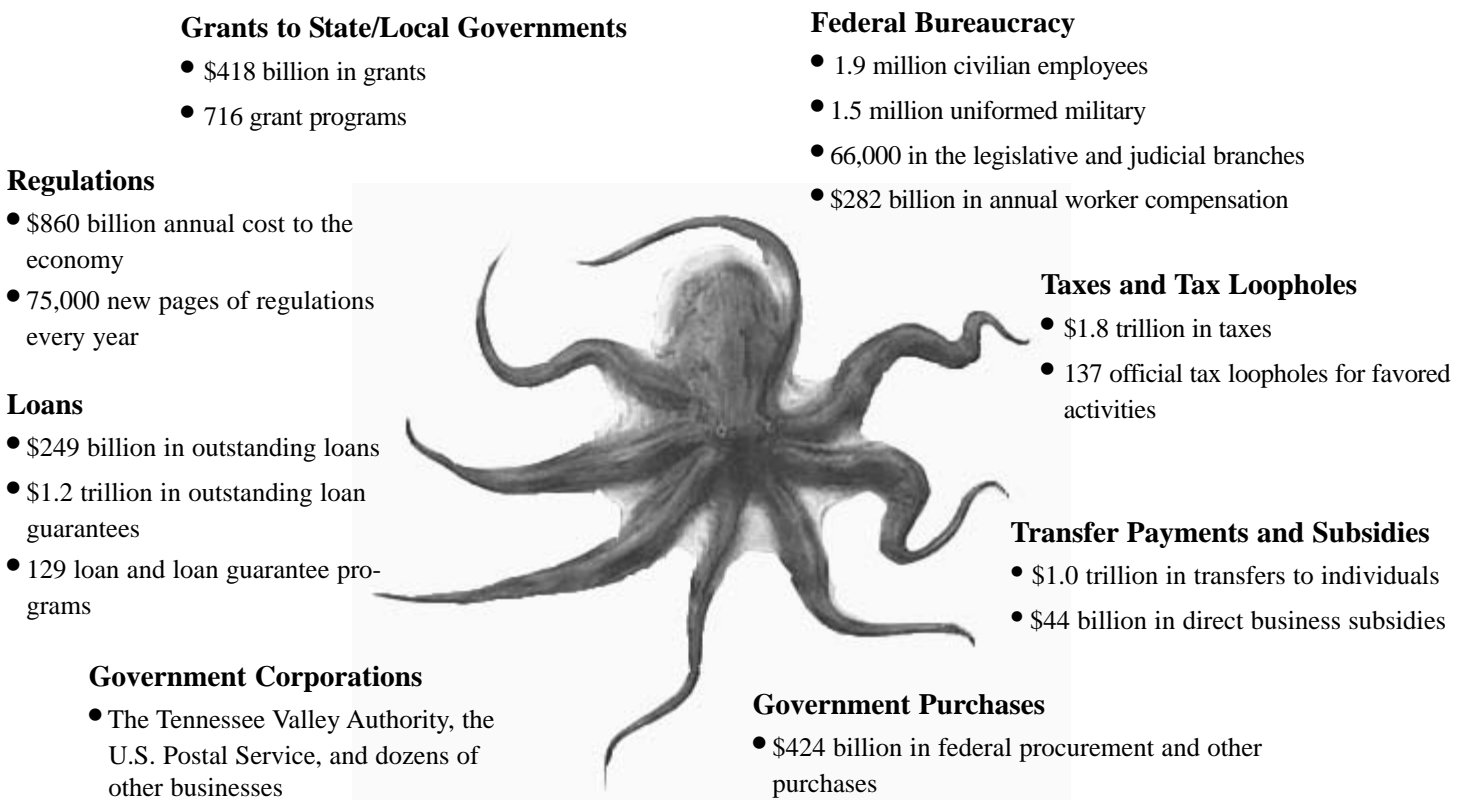 Grants to State/Local Governments
• $418 billion in grants
• 716 grant programs
Federal Bureaucracy
• 1.9 million civilian employees
• 1.5 million uniformed military
• 66,000 in the legislative and judicial branches
• $282 billion in annual worker compensation
Regulations
• $860 billion annual cost to the
economy
• 75,000 new pages of regulations
every year
Taxes and Tax Loopholes
• $1.8 trillion in taxes
• 137 official tax loopholes for favored
activities
Loans
• $249 billion in outstanding loans
• $1.2 trillion in outstanding loan
guarantees
• 129 loan and loan guarantee pro-
grams
Transfer Payments and Subsidies
• $1.0 trillion in transfers to individuals
• $44 billion in direct business subsidies
Government Corporations
• The Tennessee Valley Authority, the
U.S. Postal Service, and dozens of
other businesses
Government Purchases
• $424 billion in federal procurement and other
purchases